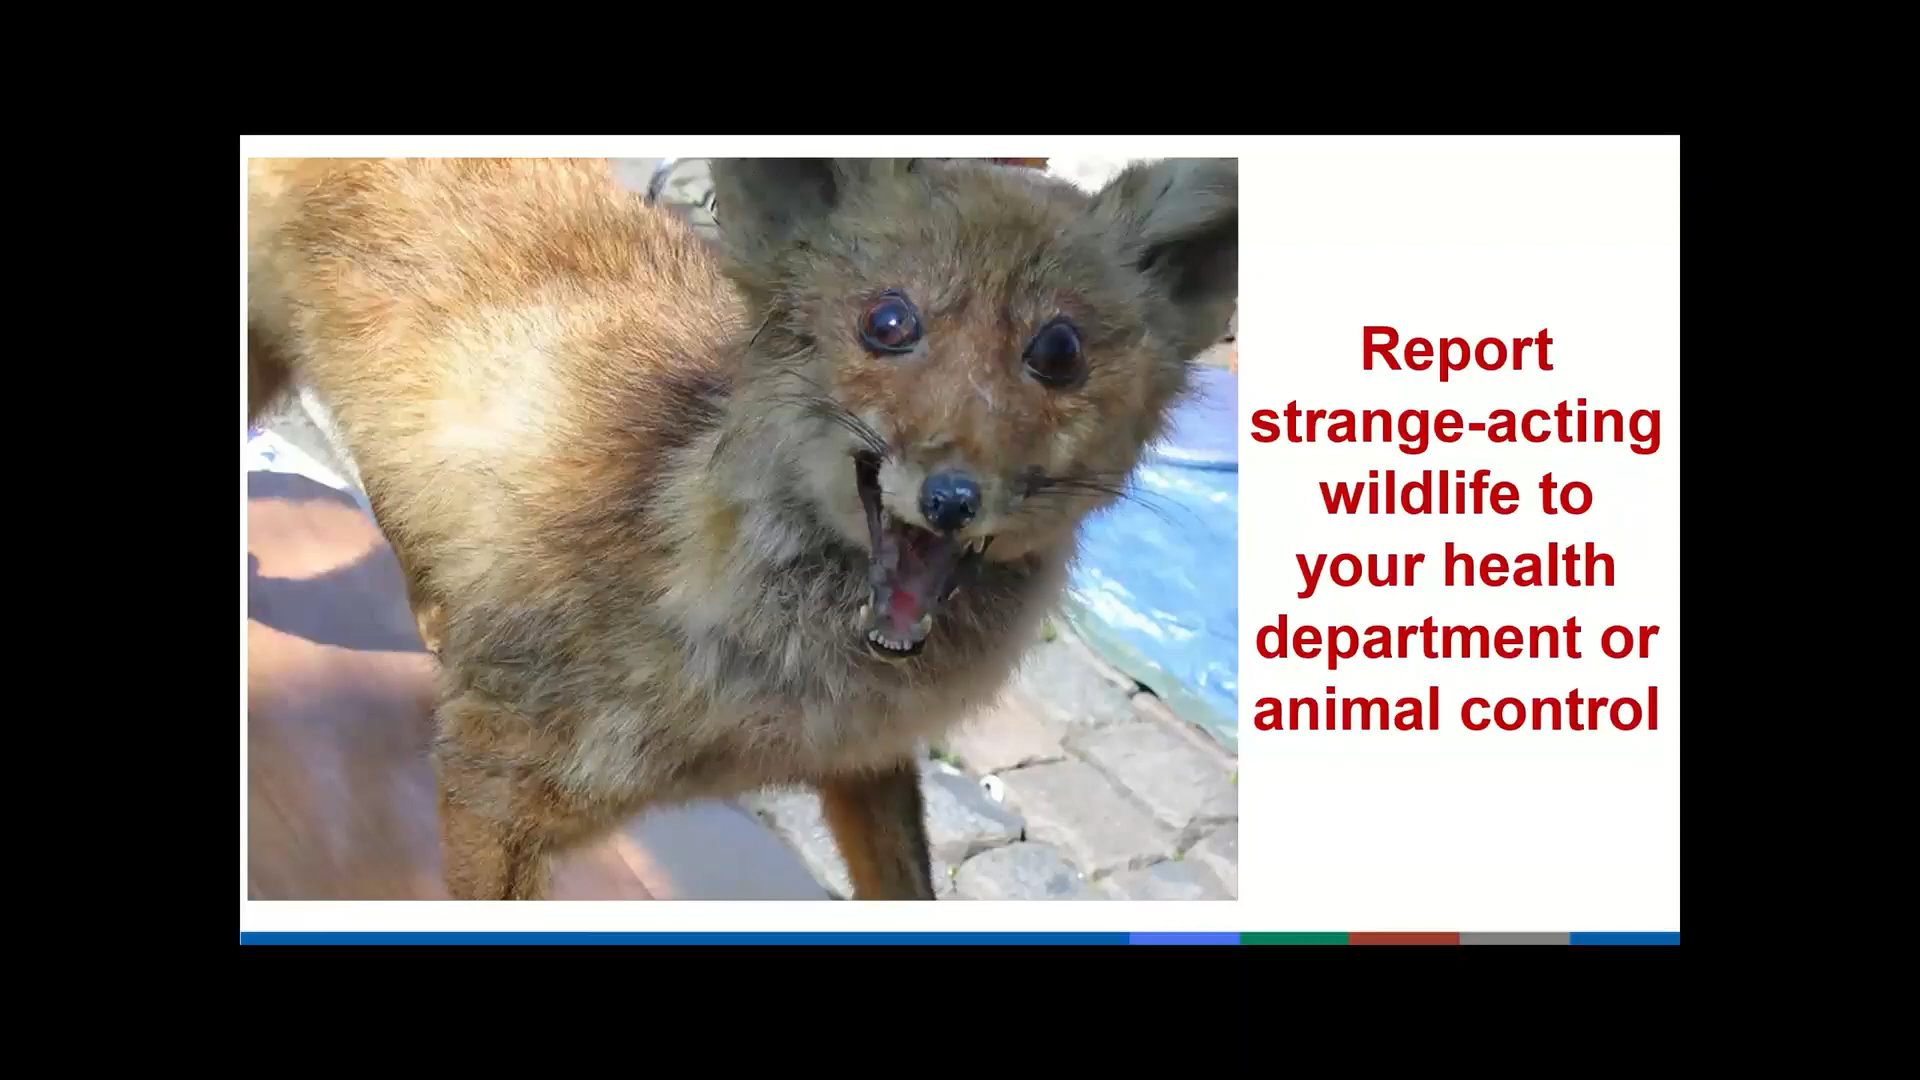 Report
strange-acting
wildlife to
your health
department or
animal control